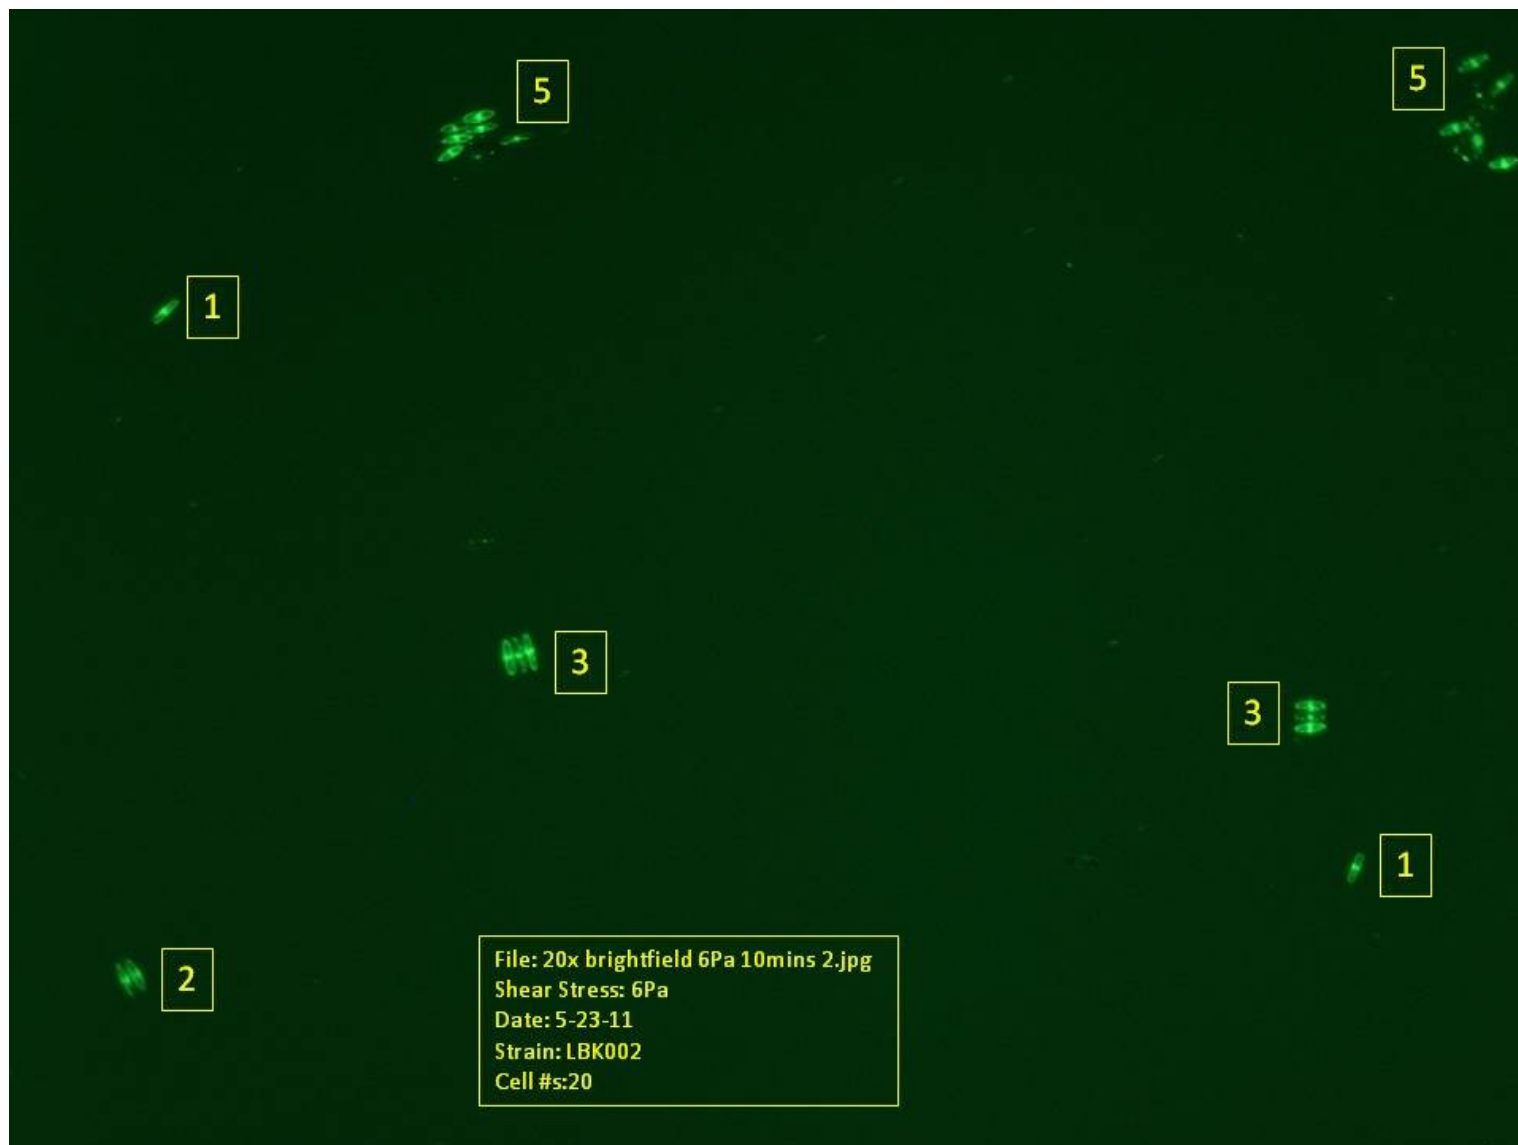 5
5
1
3
3
1
2
File: 20x brightfield 6Pa 10mins 2.jpg
Shear Stress: 6Pa
Date: 5-23-11
Strain: LBK002
Cell #s:20